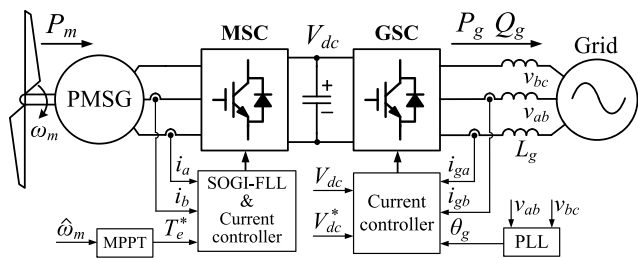 P_m
MSC
V_dc
GSC
P_g Q_g
Grid
PMSG
ω_m
+
−
v_bc
v_ab
L_g
i_a
i_b
SOGI-FLL
&
Current
controller
V_dc
V_dc^*
Current
controller
i_ga
i_gb
θ_g
v_ab v_bc
PLL
ω̂_m
MPPT
T_e^*